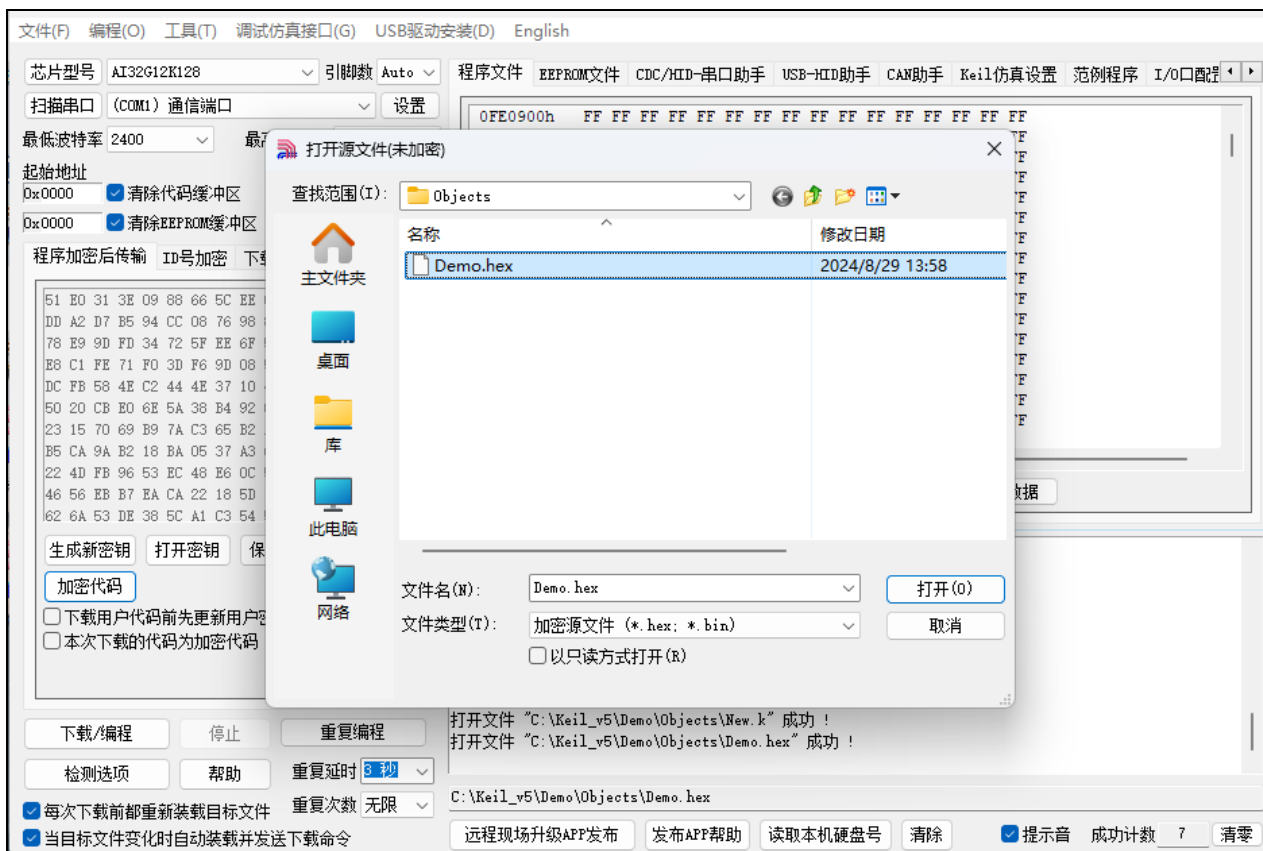 文件(F) 编程(O) 工具(T) 调试仿真接口(G) USB驱动安装(D) English
芯片型号 AI32G12K128 引脚数 Auto
程序文件 EEPROM文件 CDC/HID-串口助手 USB-HID助手 CAN助手 Keil仿真设置 范例程序
扫描串口 (COM1) 通信端口 设置
0FE0900h FF FF FF FF FF FF FF FF FF FF FF FF FF FF FF FF
最低波特率 2400
起始地址
0x0000 清除代码缓冲区
0x0000 清除EEPROM缓冲区
程序加密后传输 ID号加密
51 E0 31 3E 09 88 66 5C EE
DD A2 D7 B5 94 CC 08 76 98
78 E9 9D FD 34 72 5F EE 6F
E8 C1 FE 71 F0 3D F6 9D 08
DC FB 58 4E C2 44 4E 37 10
50 20 CB E0 6E 5A 38 B4 92
23 15 70 69 B9 7A C3 65 B2
B5 CA 9A B2 18 BA 05 37 A3
22 4D FB 96 53 EC 48 E6 0C
46 56 EB B7 EA CA 22 18 5D
62 6A 53 DE 38 5C A1 C3 54
生成新密钥 打开密钥
加密代码
下载用户代码前先更新用户
本次下载的代码为加密代码
打开源文件(未加密)
查找范围(I): Objects
名称 修改日期
Demo.hex 2024/8/29 13:58
主文件夹
桌面
库
此电脑
网络
文件名(N): Demo.hex 打开(O)
文件类型(T): 加密源文件 (*.hex; *.bin) 取消
以只读方式打开(R)
数据
打开文件 "C:\Keil_v5\Demo\Objects\New.k" 成功 !
打开文件 "C:\Keil_v5\Demo\Objects\Demo.hex" 成功 !
下载/编程 停止 重复编程
检测选项 帮助 重复延时 3 秒
每次下载前都重新装载目标文件 重复次数 无限
当目标文件变化时自动装载并发送下载命令
C:\Keil_v5\Demo\Objects\Demo.hex
远程现场升级APP发布 发布APP帮助 读取本机硬盘号 清除 提示音 成功计数 7 清零